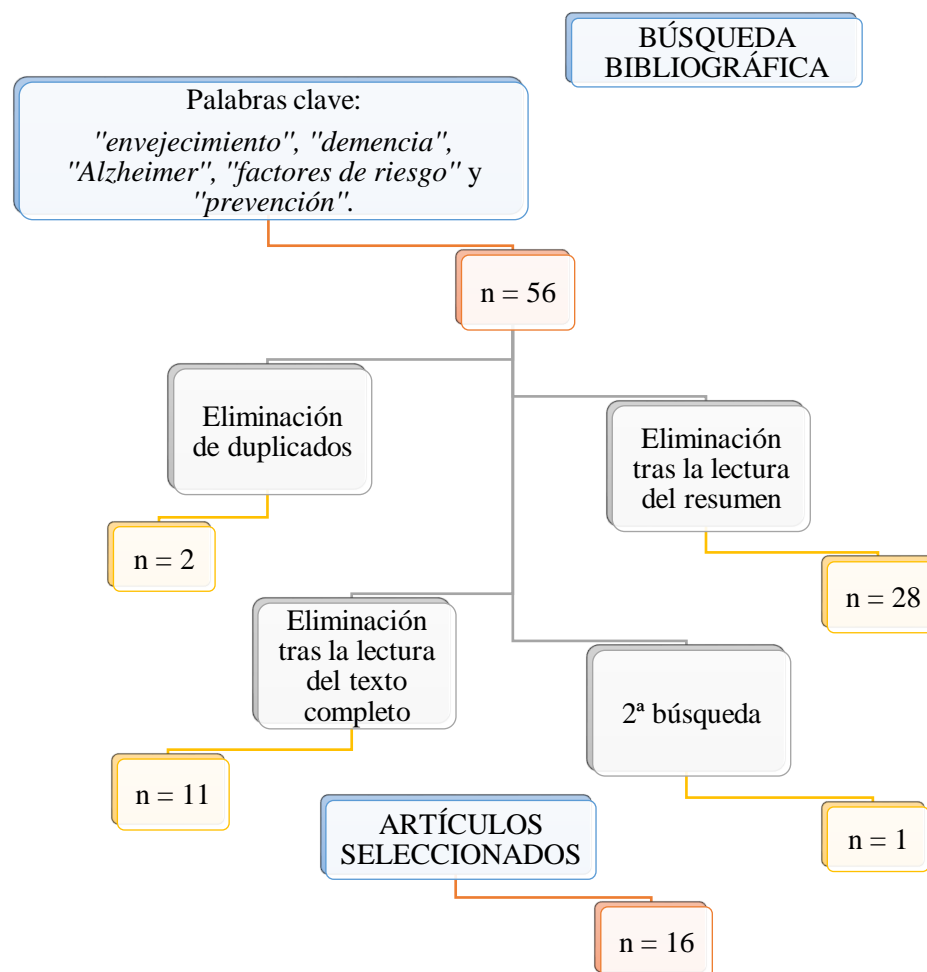 BÚSQUEDA
BIBLIOGRÁFICA
Palabras clave:
"envejecimiento", "demencia",
"Alzheimer", "factores de riesgo" y
"prevención".
n = 56
Eliminación
de duplicados
n = 2
Eliminación
tras la lectura
del resumen
n = 28
Eliminación
tras la lectura
del texto
completo
n = 11
2ª búsqueda
n = 1
ARTÍCULOS
SELECCIONADOS
n = 16